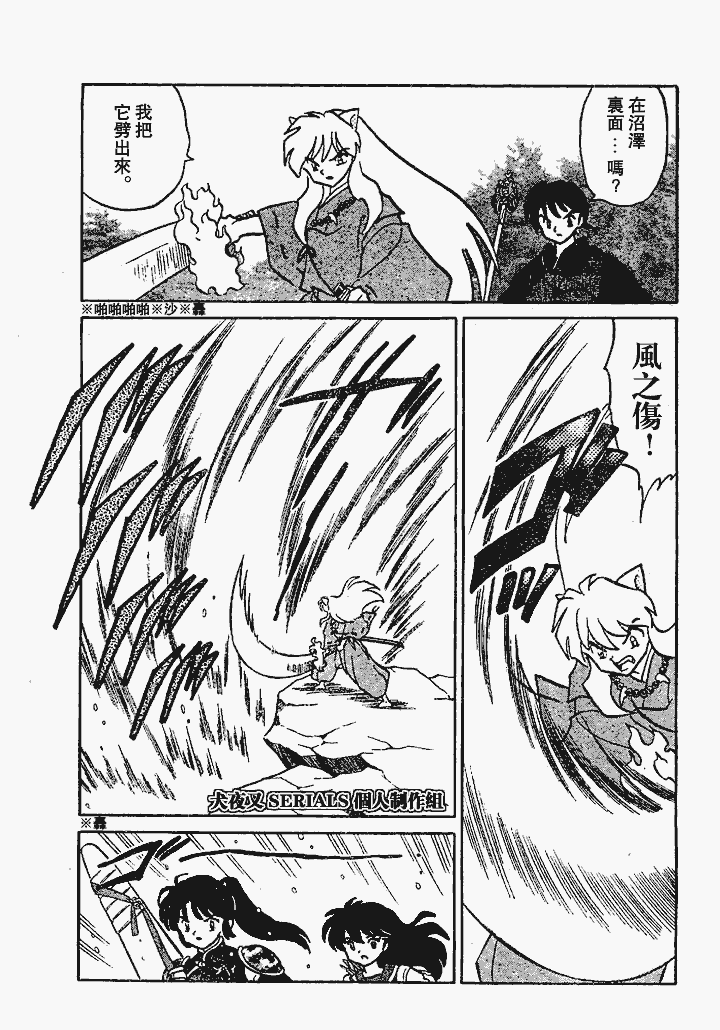 在沼澤
裏面…嗎？
我把
它劈出來。
※啪啪啪啪※沙※轟
風之傷！
犬夜叉 SERIALS 個人制作組
※轟